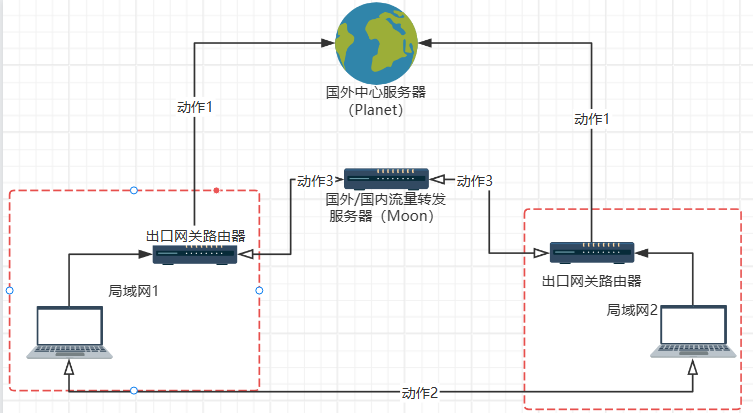 国外中心服务器
（Planet）
动作1
动作1
动作3
动作3
国外/国内流量转发
服务器（Moon）
出口网关路由器
出口网关路由器
局域网1
局域网2
动作2